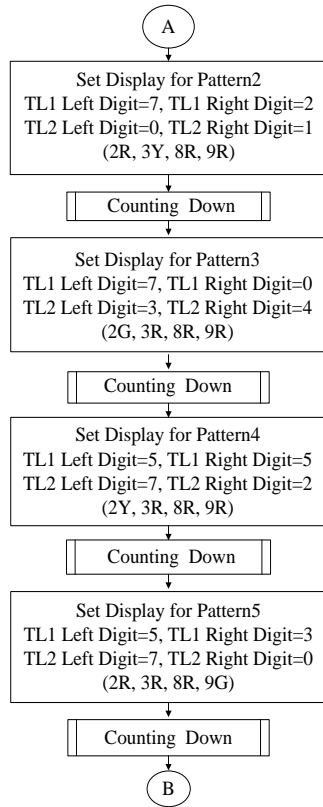 A
Set Display for Pattern2
TL1 Left Digit=7, TL1 Right Digit=2
TL2 Left Digit=0, TL2 Right Digit=1
(2R, 3Y, 8R, 9R)
Counting Down
Set Display for Pattern3
TL1 Left Digit=7, TL1 Right Digit=0
TL2 Left Digit=3, TL2 Right Digit=4
(2G, 3R, 8R, 9R)
Counting Down
Set Display for Pattern4
TL1 Left Digit=5, TL1 Right Digit=5
TL2 Left Digit=7, TL2 Right Digit=2
(2Y, 3R, 8R, 9R)
Counting Down
Set Display for Pattern5
TL1 Left Digit=5, TL1 Right Digit=3
TL2 Left Digit=7, TL2 Right Digit=0
(2R, 3R, 8R, 9G)
Counting Down
B